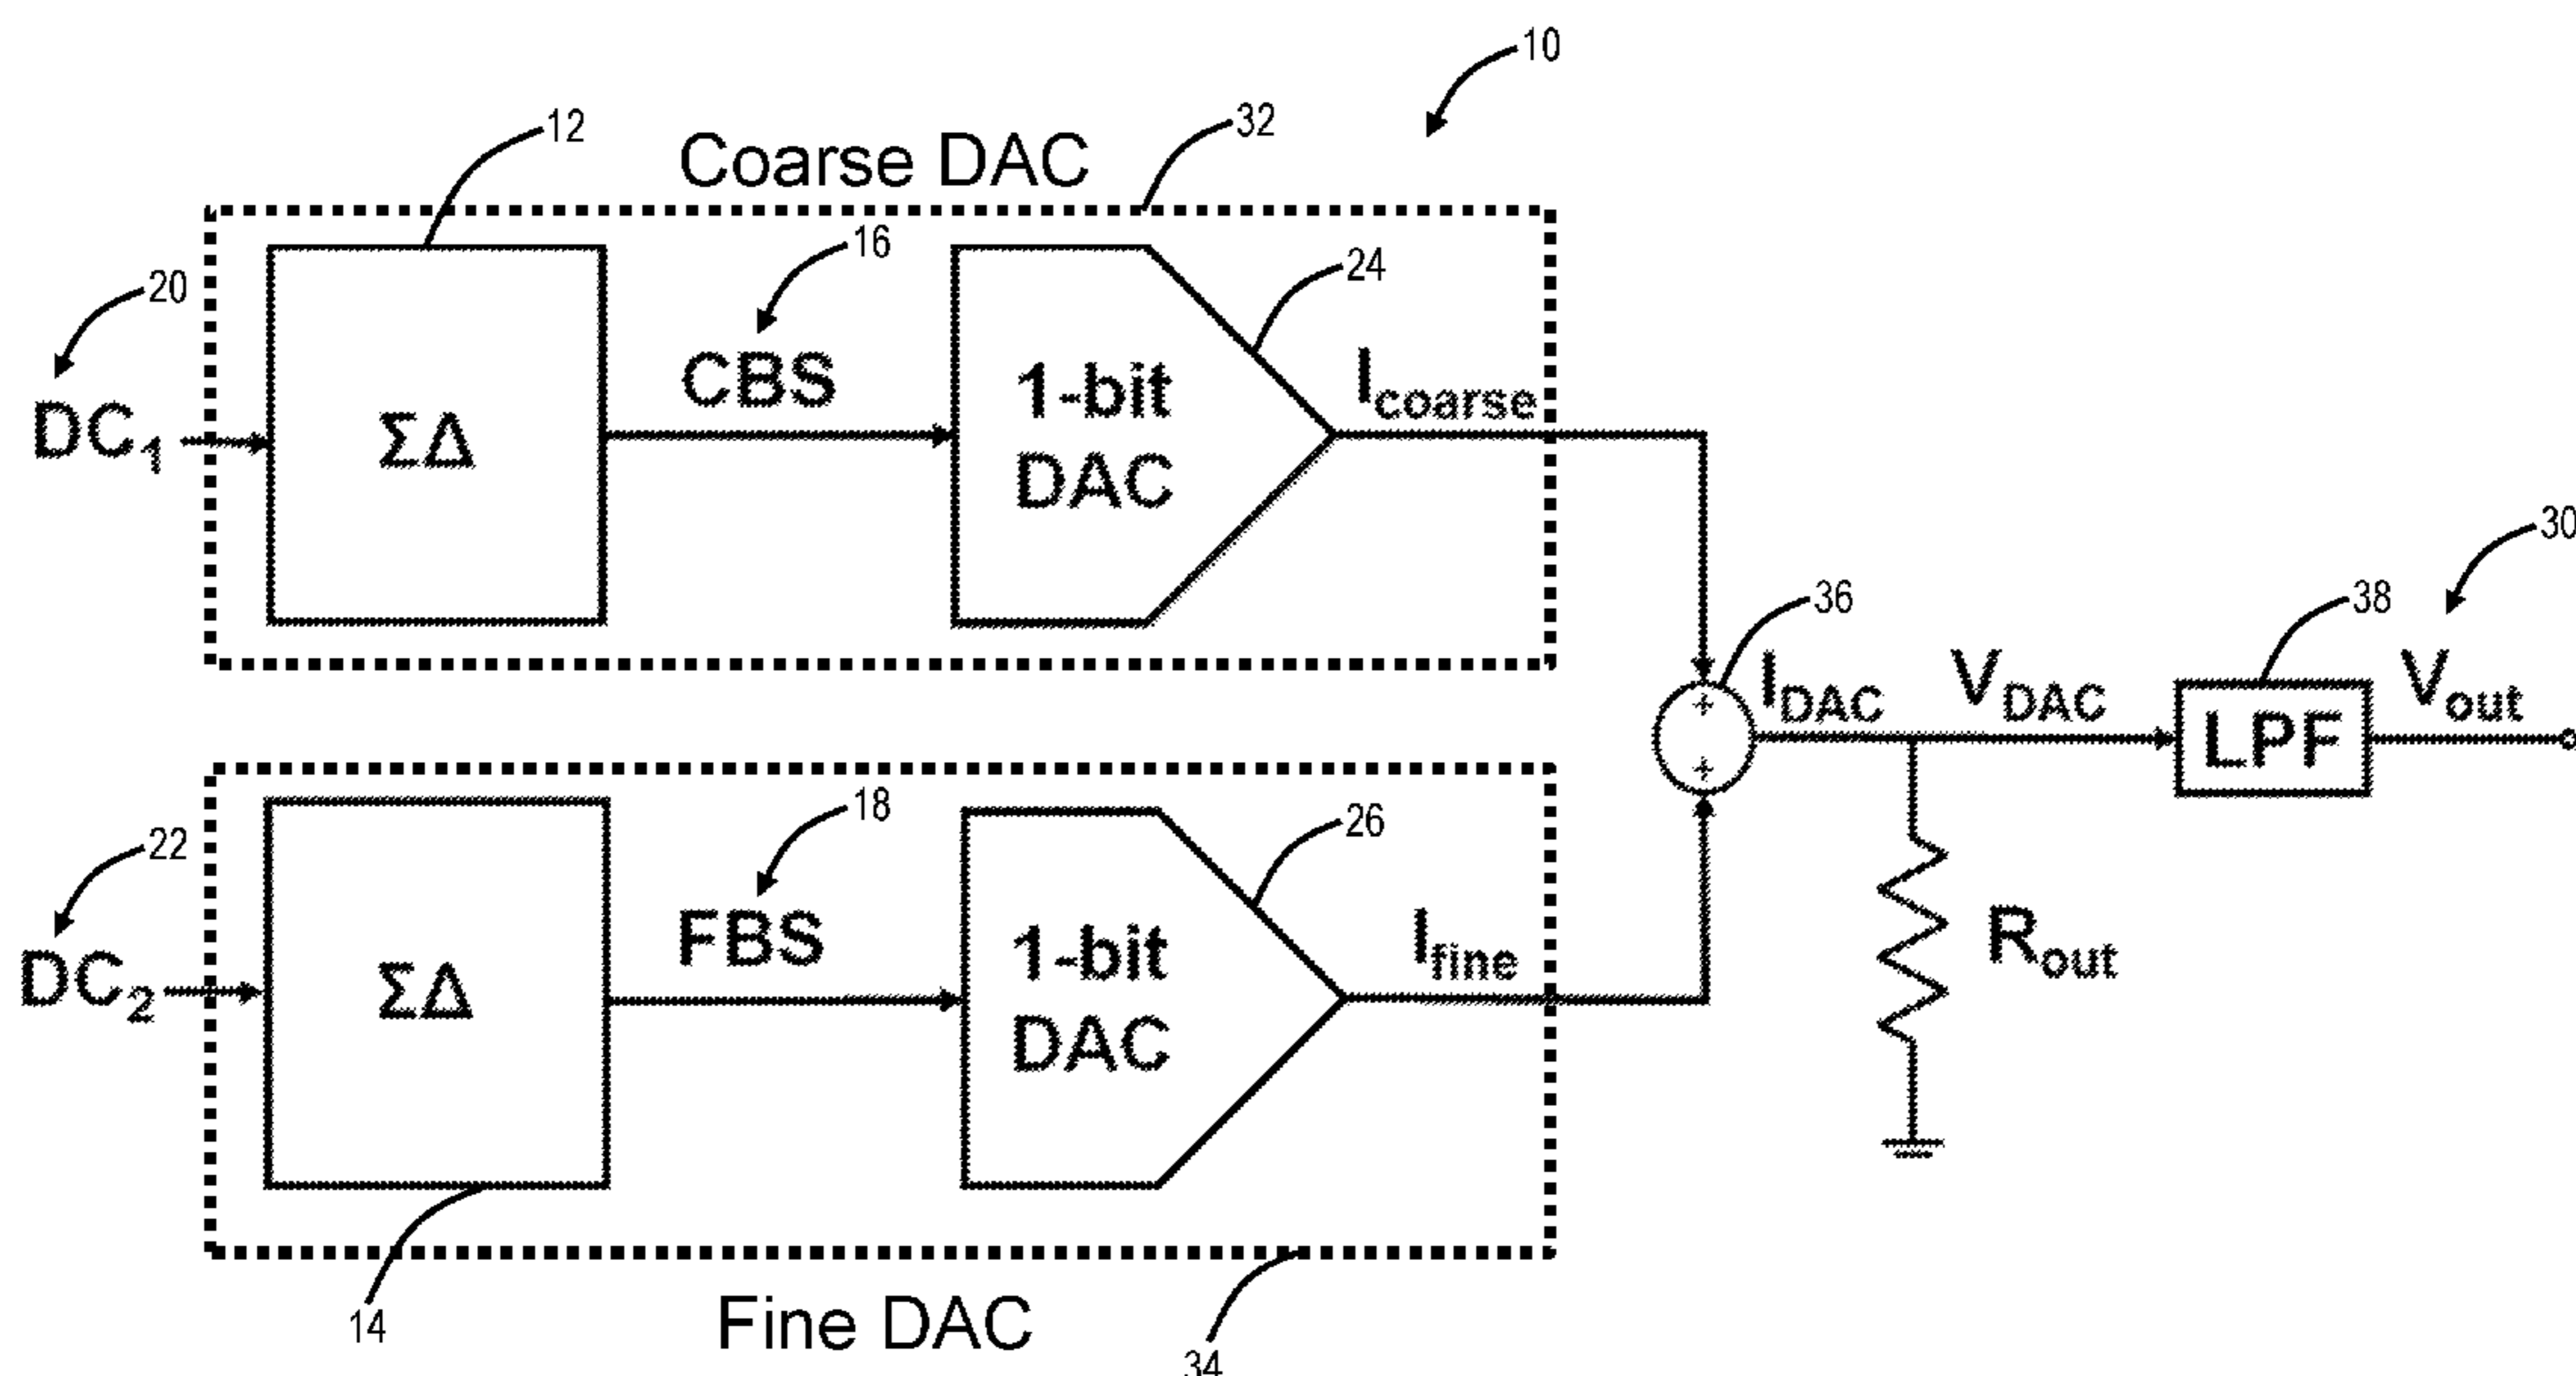 10
12
Coarse DAC
32
16
24
20
DC1
ΣΔ
CBS
1-bit
DAC
Icoarse
30
36
38
IDAC
VDAC
LPF
Vout
+
+
22
18
26
DC2
ΣΔ
FBS
1-bit
DAC
Ifine
Rout
14
Fine DAC
34